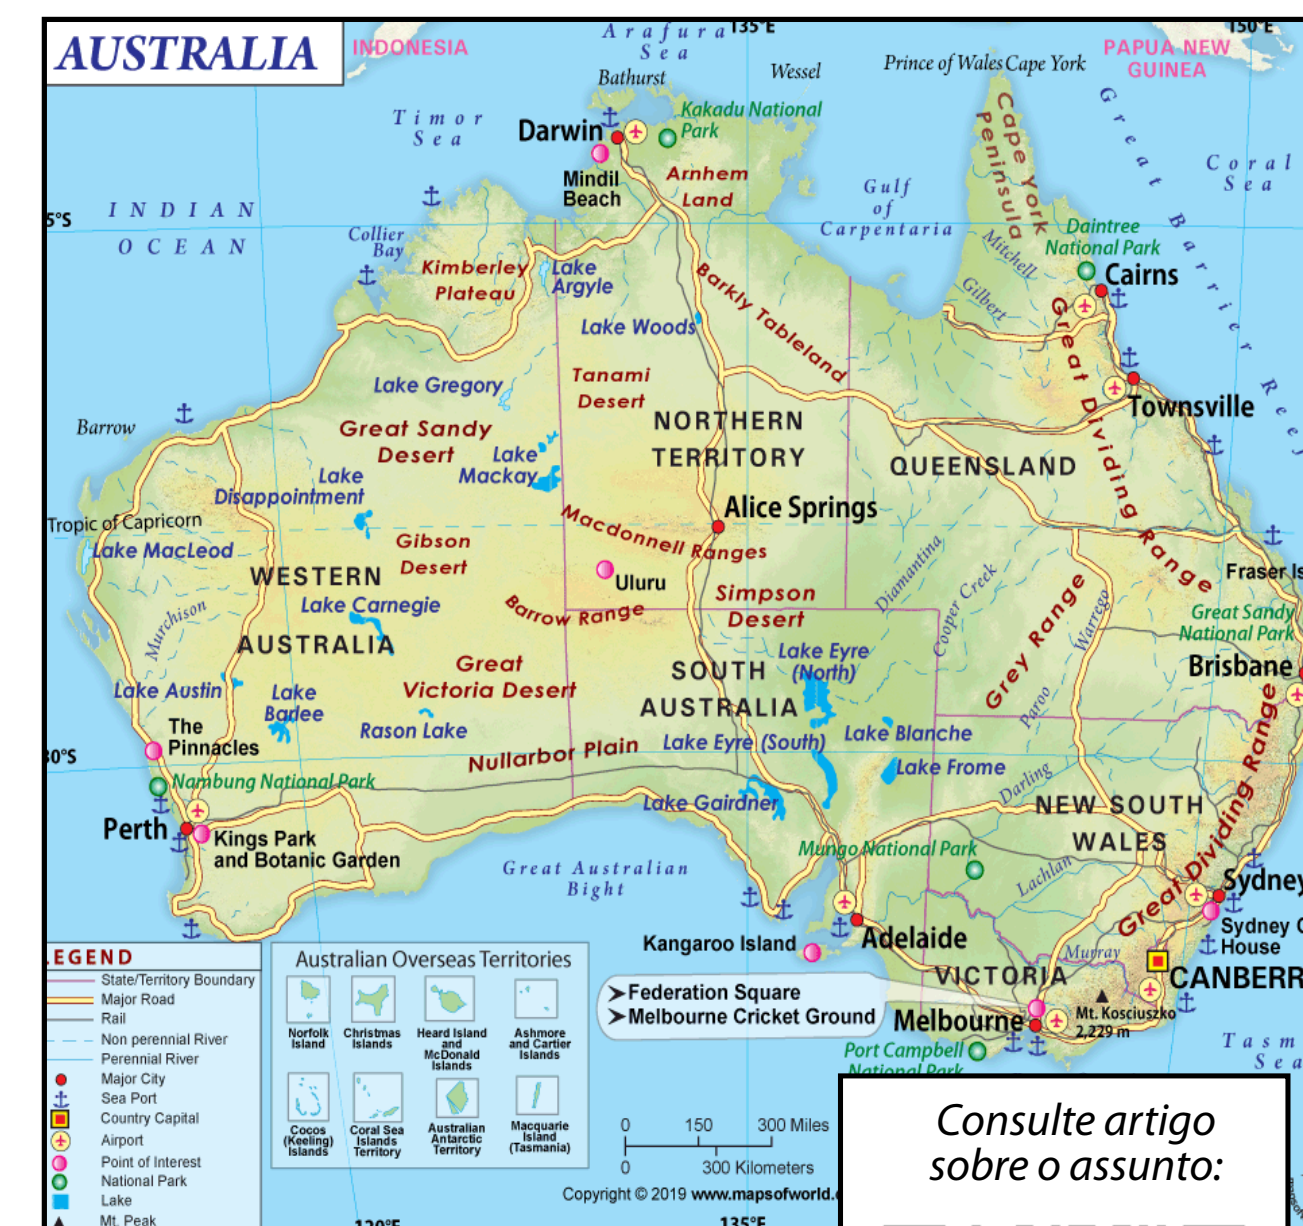 AUSTRALIA
INDONESIA
Arafura
Sea
135°E
150°E
PAPUA NEW
GUINEA
Bathurst
Wessel
Prince of Wales
Cape York
Timor
Sea
Darwin
Kakadu National
Park
Mindil
Beach
Arnhem
Land
Gulf
of
Carpentaria
Cape York
Peninsula
Great Barrier Reef
Coral
Sea
INDIAN
OCEAN
5°S
Collier
Bay
Kimberley
Plateau
Lake
Argyle
Barkly Tableland
Mitchell
Daintree
National Park
Cairns
Gilbert
Lake Woods
Lake Gregory
Tanami
Desert
Great Dividing Range
Townsville
Barrow
Great Sandy
Desert
Lake
Mackay
NORTHERN
TERRITORY
QUEENSLAND
Lake
Disappointment
Alice Springs
Tropic of Capricorn
Macdonnell Ranges
Lake MacLeod
Gibson
Desert
Uluru
Simpson
Desert
Diamantina
Cooper Creek
Grey Range
Warrego
Fraser Is
WESTERN
AUSTRALIA
Lake Carnegie
Barrow Range
Great Sandy
National Park
Murchison
Lake Eyre
(North)
Brisbane
Great
Victoria Desert
SOUTH
AUSTRALIA
Lake Austin
Lake
Barlee
Rason Lake
Paroo
The
Pinnacles
Nullarbor Plain
Lake Eyre (South)
Lake Blanche
Lake Frome
30°S
Nambung National Park
Lake Gairdner
Darling
NEW SOUTH
WALES
Great Dividing Range
Perth
Kings Park
and Botanic Garden
Great Australian
Bight
Mungo National Park
Lachlan
Sydney
Sydney O
House
Kangaroo Island
Adelaide
Murray
VICTORIA
CANBERR
Federation Square
Melbourne Cricket Ground
Melbourne
Mt. Kosciuszko
2,229 m
Port Campbell
National Park
Tasm
Sea
LEGEND
State/Territory Boundary
Major Road
Rail
Non perennial River
Perennial River
Major City
Sea Port
Country Capital
Airport
Point of Interest
National Park
Lake
Mt. Peak
Australian Overseas Territories
Norfolk
Island
Christmas
Islands
Heard Island
and
McDonald
Islands
Ashmore
and Cartier
Islands
Cocos
(Keeling)
Islands
Coral Sea
Islands
Territory
Australian
Antarctic
Territory
Macquarie
Island
(Tasmania)
0 150 300 Miles
0 300 Kilometers
Copyright © 2019 www.mapsofworld.
120°E
135°E
Consulte artigo
sobre o assunto: